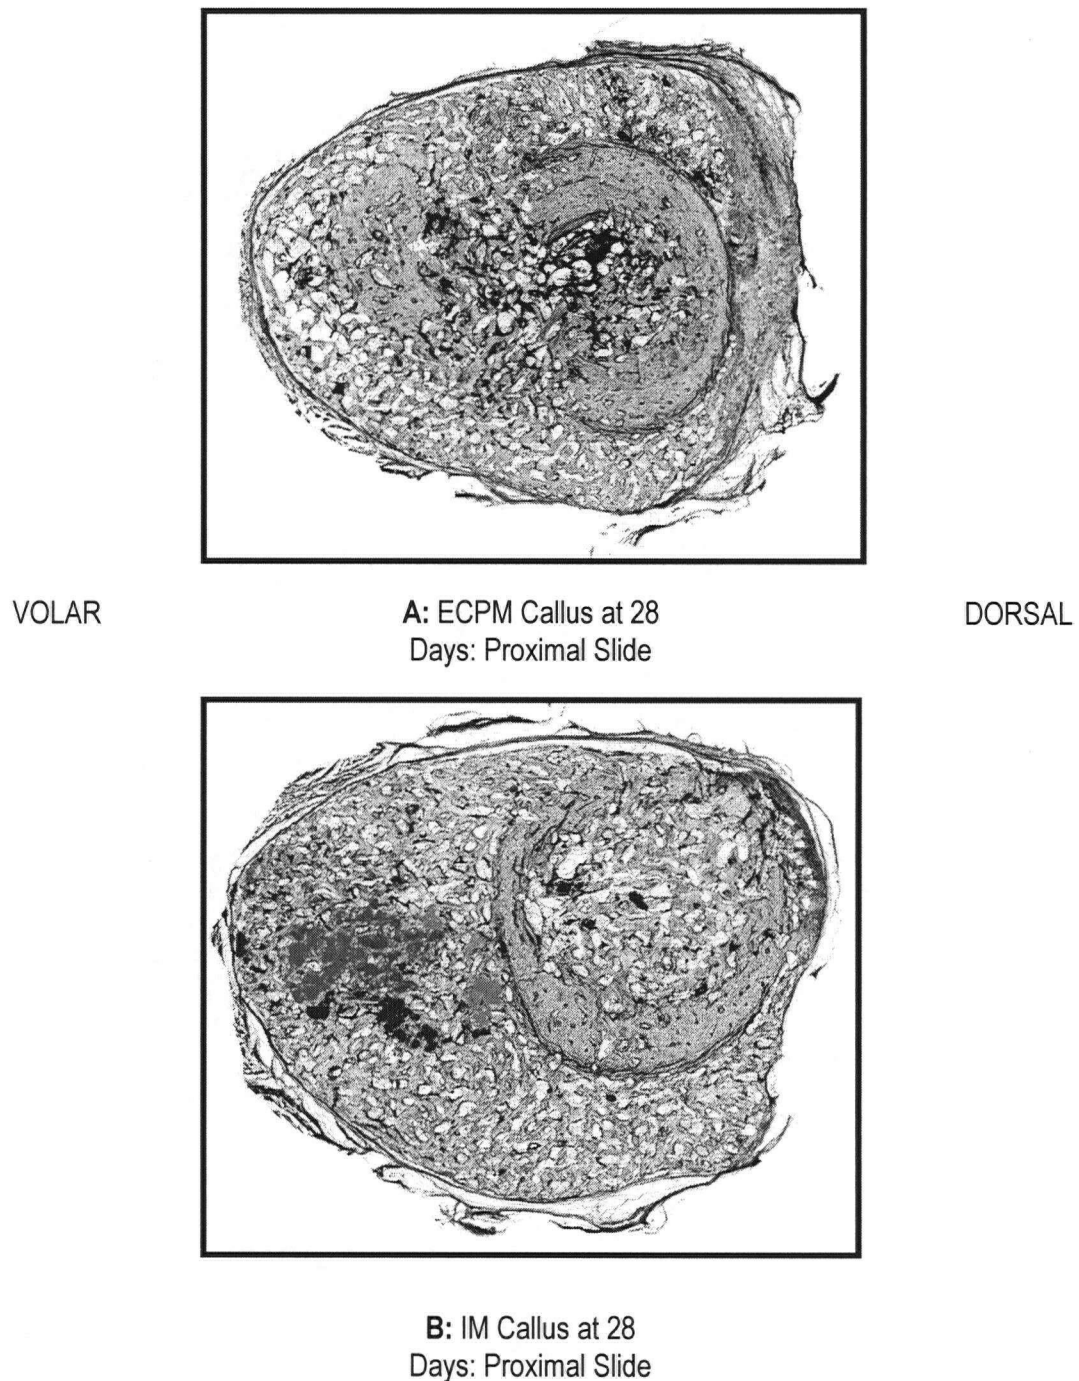 VOLAR
A: ECPM Callus at 28
Days: Proximal Slide
DORSAL
B: IM Callus at 28
Days: Proximal Slide